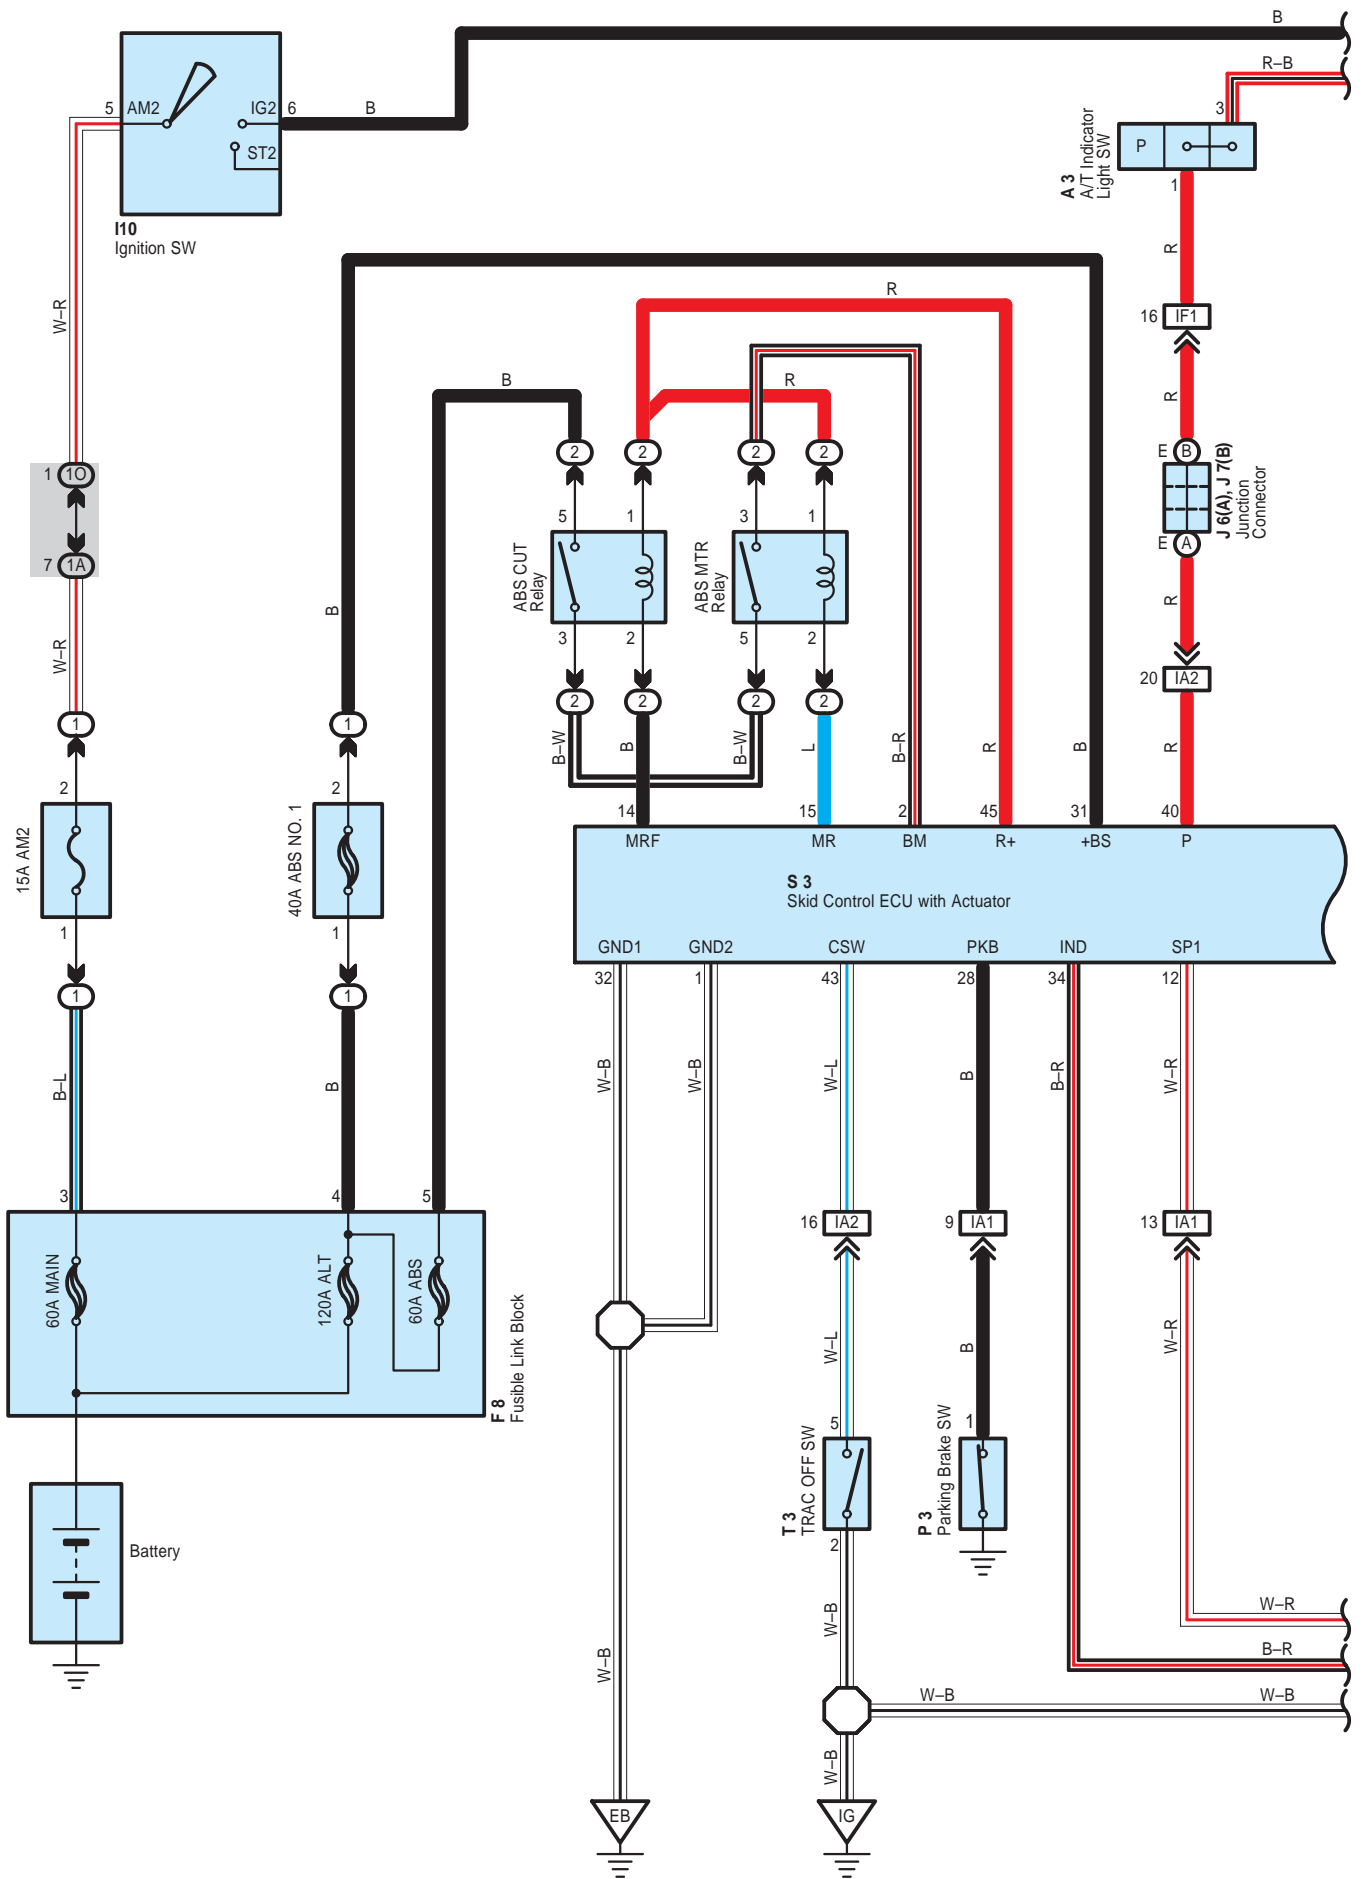 B
R–B
3
5
AM2
IG2
6
B
ST2
P
A 3
A/T Indicator
Light SW
1
I10
Ignition SW
R
W–R
R
16
IF1
B
R
R
1
1O
7
1A
2
2
2
2
E
B
J 6(A), J 7(B)
Junction
Connector
E
A
5
1
3
1
ABS CUT
Relay
ABS MTR
Relay
3
2
5
2
B
W–R
R
20
IA2
1
1
2
2
2
B–W
B
B–W
L
B–R
R
B
R
2
2
15A AM2
40A ABS NO. 1
14
15
2
45
31
40
MRF
MR
BM
R+
+BS
P
S 3
Skid Control ECU with Actuator
1
1
GND1
GND2
CSW
PKB
IND
SP1
1
1
32
1
43
28
34
12
B–L
B
W–B
W–B
W–L
B
B–R
W–R
3
4
5
16
IA2
9
IA1
13
IA1
60A MAIN
120A ALT
60A ABS
F 8
Fusible Link Block
W–L
B
W–R
5
1
T 3
TRAC OFF SW
P 3
Parking Brake SW
2
Battery
W–B
W–B
W–R
B–R
W–B
W–B
W–B
EB
IG